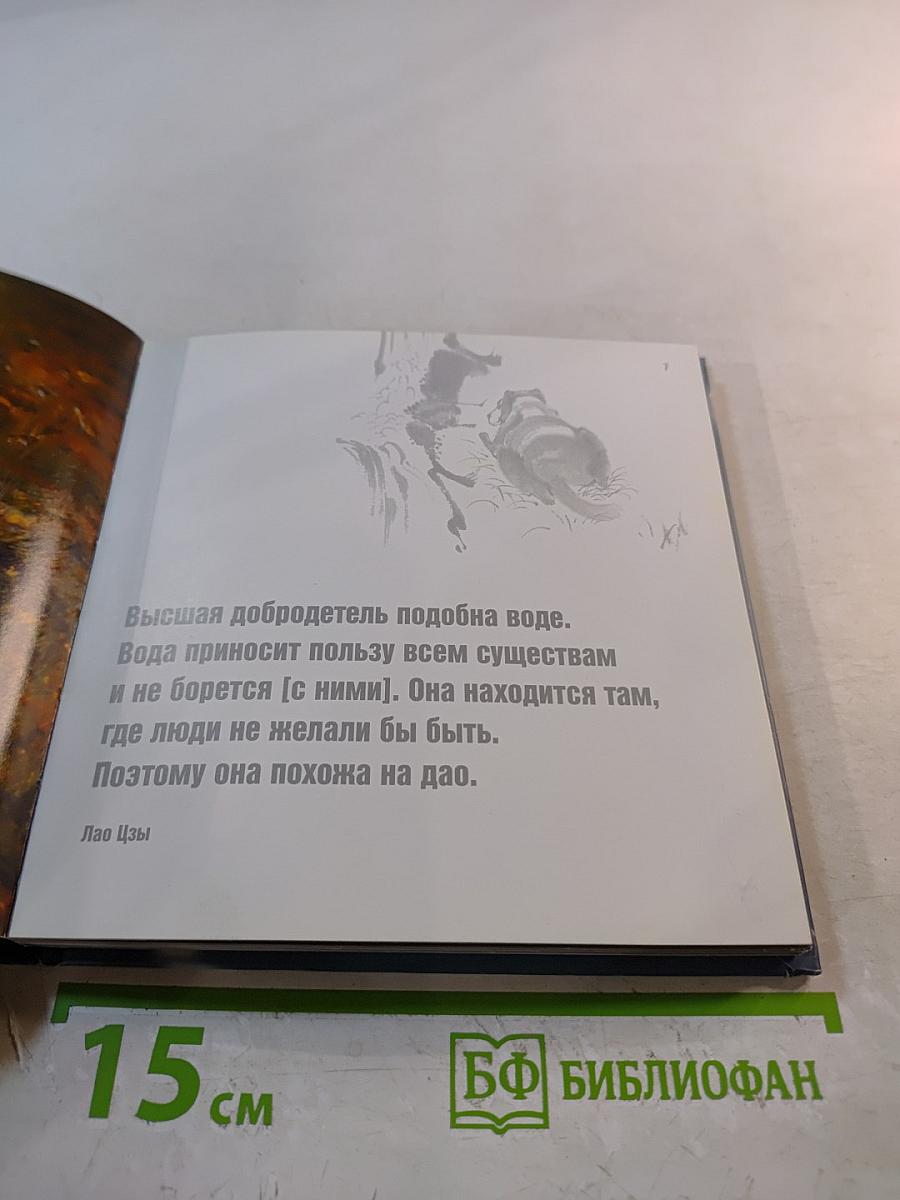 7
Высшая добродетель подобна воде.
Вода приносит пользу всем существам
и не борется [с ними]. Она находится там,
где люди не желали бы быть.
Поэтому она похожа на дао.
Лао Цзы
15 см
БФ БИБЛИОФАН